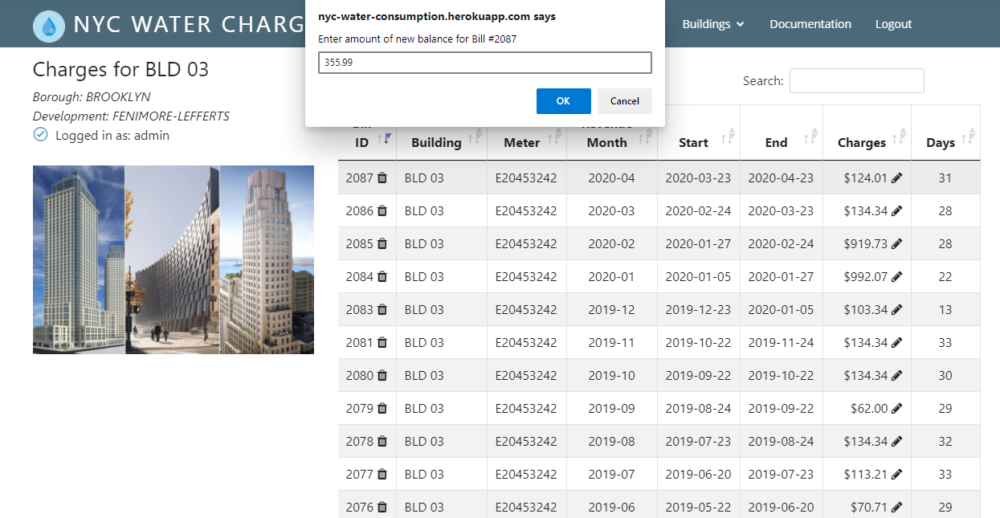 nyc-water-consumption.herokuapp.com says
Enter amount of new balance for Bill #2087
355.99
OK Cancel
NYC WATER CHARG
Buildings Documentation Logout
Charges for BLD 03
Borough: BROOKLYN
Development: FENIMORE-LEFFERTS
Logged in as: admin
Search:
ID Building Meter Month Start End Charges Days
2087 BLD 03 E20453242 2020-04 2020-03-23 2020-04-23 $124.01 31
2086 BLD 03 E20453242 2020-03 2020-02-24 2020-03-23 $134.34 28
2085 BLD 03 E20453242 2020-02 2020-01-27 2020-02-24 $919.73 28
2084 BLD 03 E20453242 2020-01 2020-01-05 2020-01-27 $992.07 22
2083 BLD 03 E20453242 2019-12 2019-12-23 2020-01-05 $103.34 13
2081 BLD 03 E20453242 2019-11 2019-10-22 2019-11-24 $134.34 33
2080 BLD 03 E20453242 2019-10 2019-09-22 2019-10-22 $134.34 30
2079 BLD 03 E20453242 2019-09 2019-08-24 2019-09-22 $62.00 29
2078 BLD 03 E20453242 2019-08 2019-07-23 2019-08-24 $134.34 32
2077 BLD 03 E20453242 2019-07 2019-06-20 2019-07-23 $113.21 33
2076 BLD 03 E20453242 2019-06 2019-05-22 2019-06-20 $70.71 29